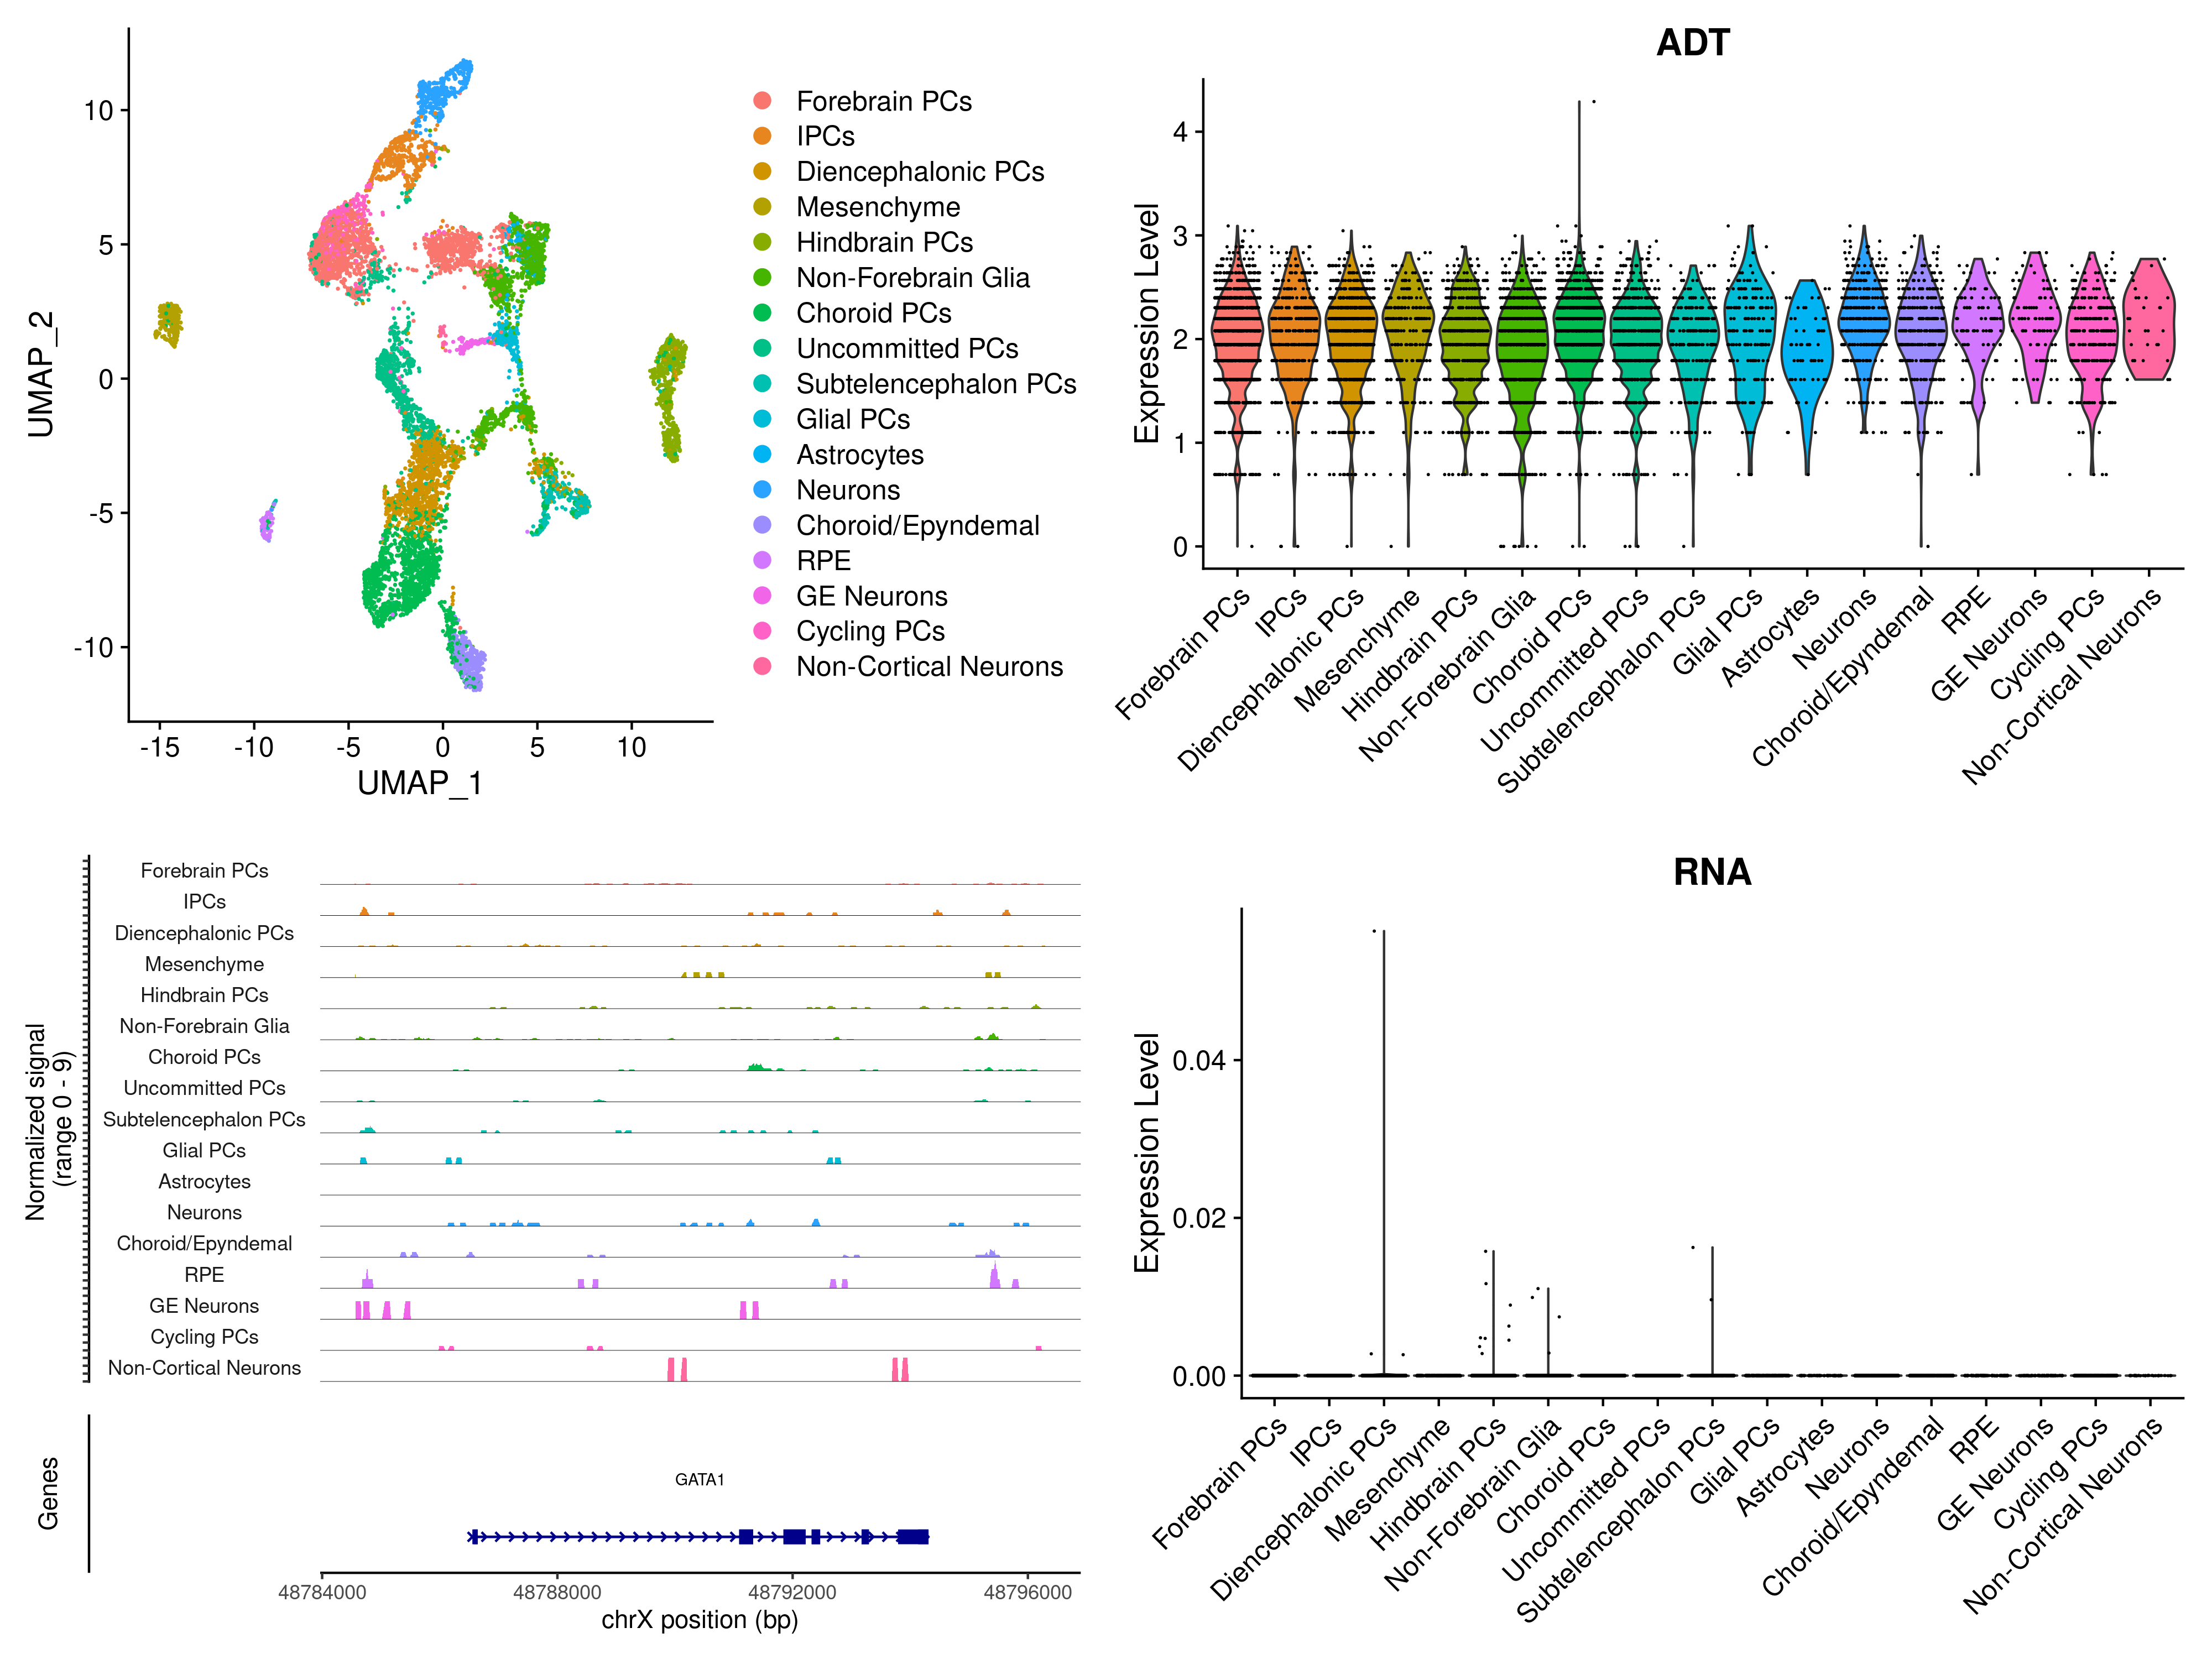 UMAP_2
10
5
0
-5
-10
-15
-10
-5
0
5
10
UMAP_1
Forebrain PCs
IPCs
Diencephalonic PCs
Mesenchyme
Hindbrain PCs
Non-Forebrain Glia
Choroid PCs
Uncommitted PCs
Subtelencephalon PCs
Glial PCs
Astrocytes
Neurons
Choroid/Epyndemal
RPE
GE Neurons
Cycling PCs
Non-Cortical Neurons
ADT
Expression Level
4
3
2
1
0
Forebrain PCs
IPCs
Diencephalonic PCs
Mesenchyme
Hindbrain PCs
Non-Forebrain Glia
Choroid PCs
Uncommitted PCs
Subtelencephalon PCs
Glial PCs
Astrocytes
Neurons
Choroid/Epyndemal
RPE
GE Neurons
Cycling PCs
Non-Cortical Neurons
Normalized signal
(range 0 - 9)
Forebrain PCs
IPCs
Diencephalonic PCs
Mesenchyme
Hindbrain PCs
Non-Forebrain Glia
Choroid PCs
Uncommitted PCs
Subtelencephalon PCs
Glial PCs
Astrocytes
Neurons
Choroid/Epyndemal
RPE
GE Neurons
Cycling PCs
Non-Cortical Neurons
Genes
GATA1
48784000
48788000
48792000
48796000
chrX position (bp)
RNA
Expression Level
0.04
0.02
0.00
Forebrain PCs
IPCs
Diencephalonic PCs
Mesenchyme
Hindbrain PCs
Non-Forebrain Glia
Choroid PCs
Uncommitted PCs
Subtelencephalon PCs
Glial PCs
Astrocytes
Neurons
Choroid/Epyndemal
RPE
GE Neurons
Cycling PCs
Non-Cortical Neurons